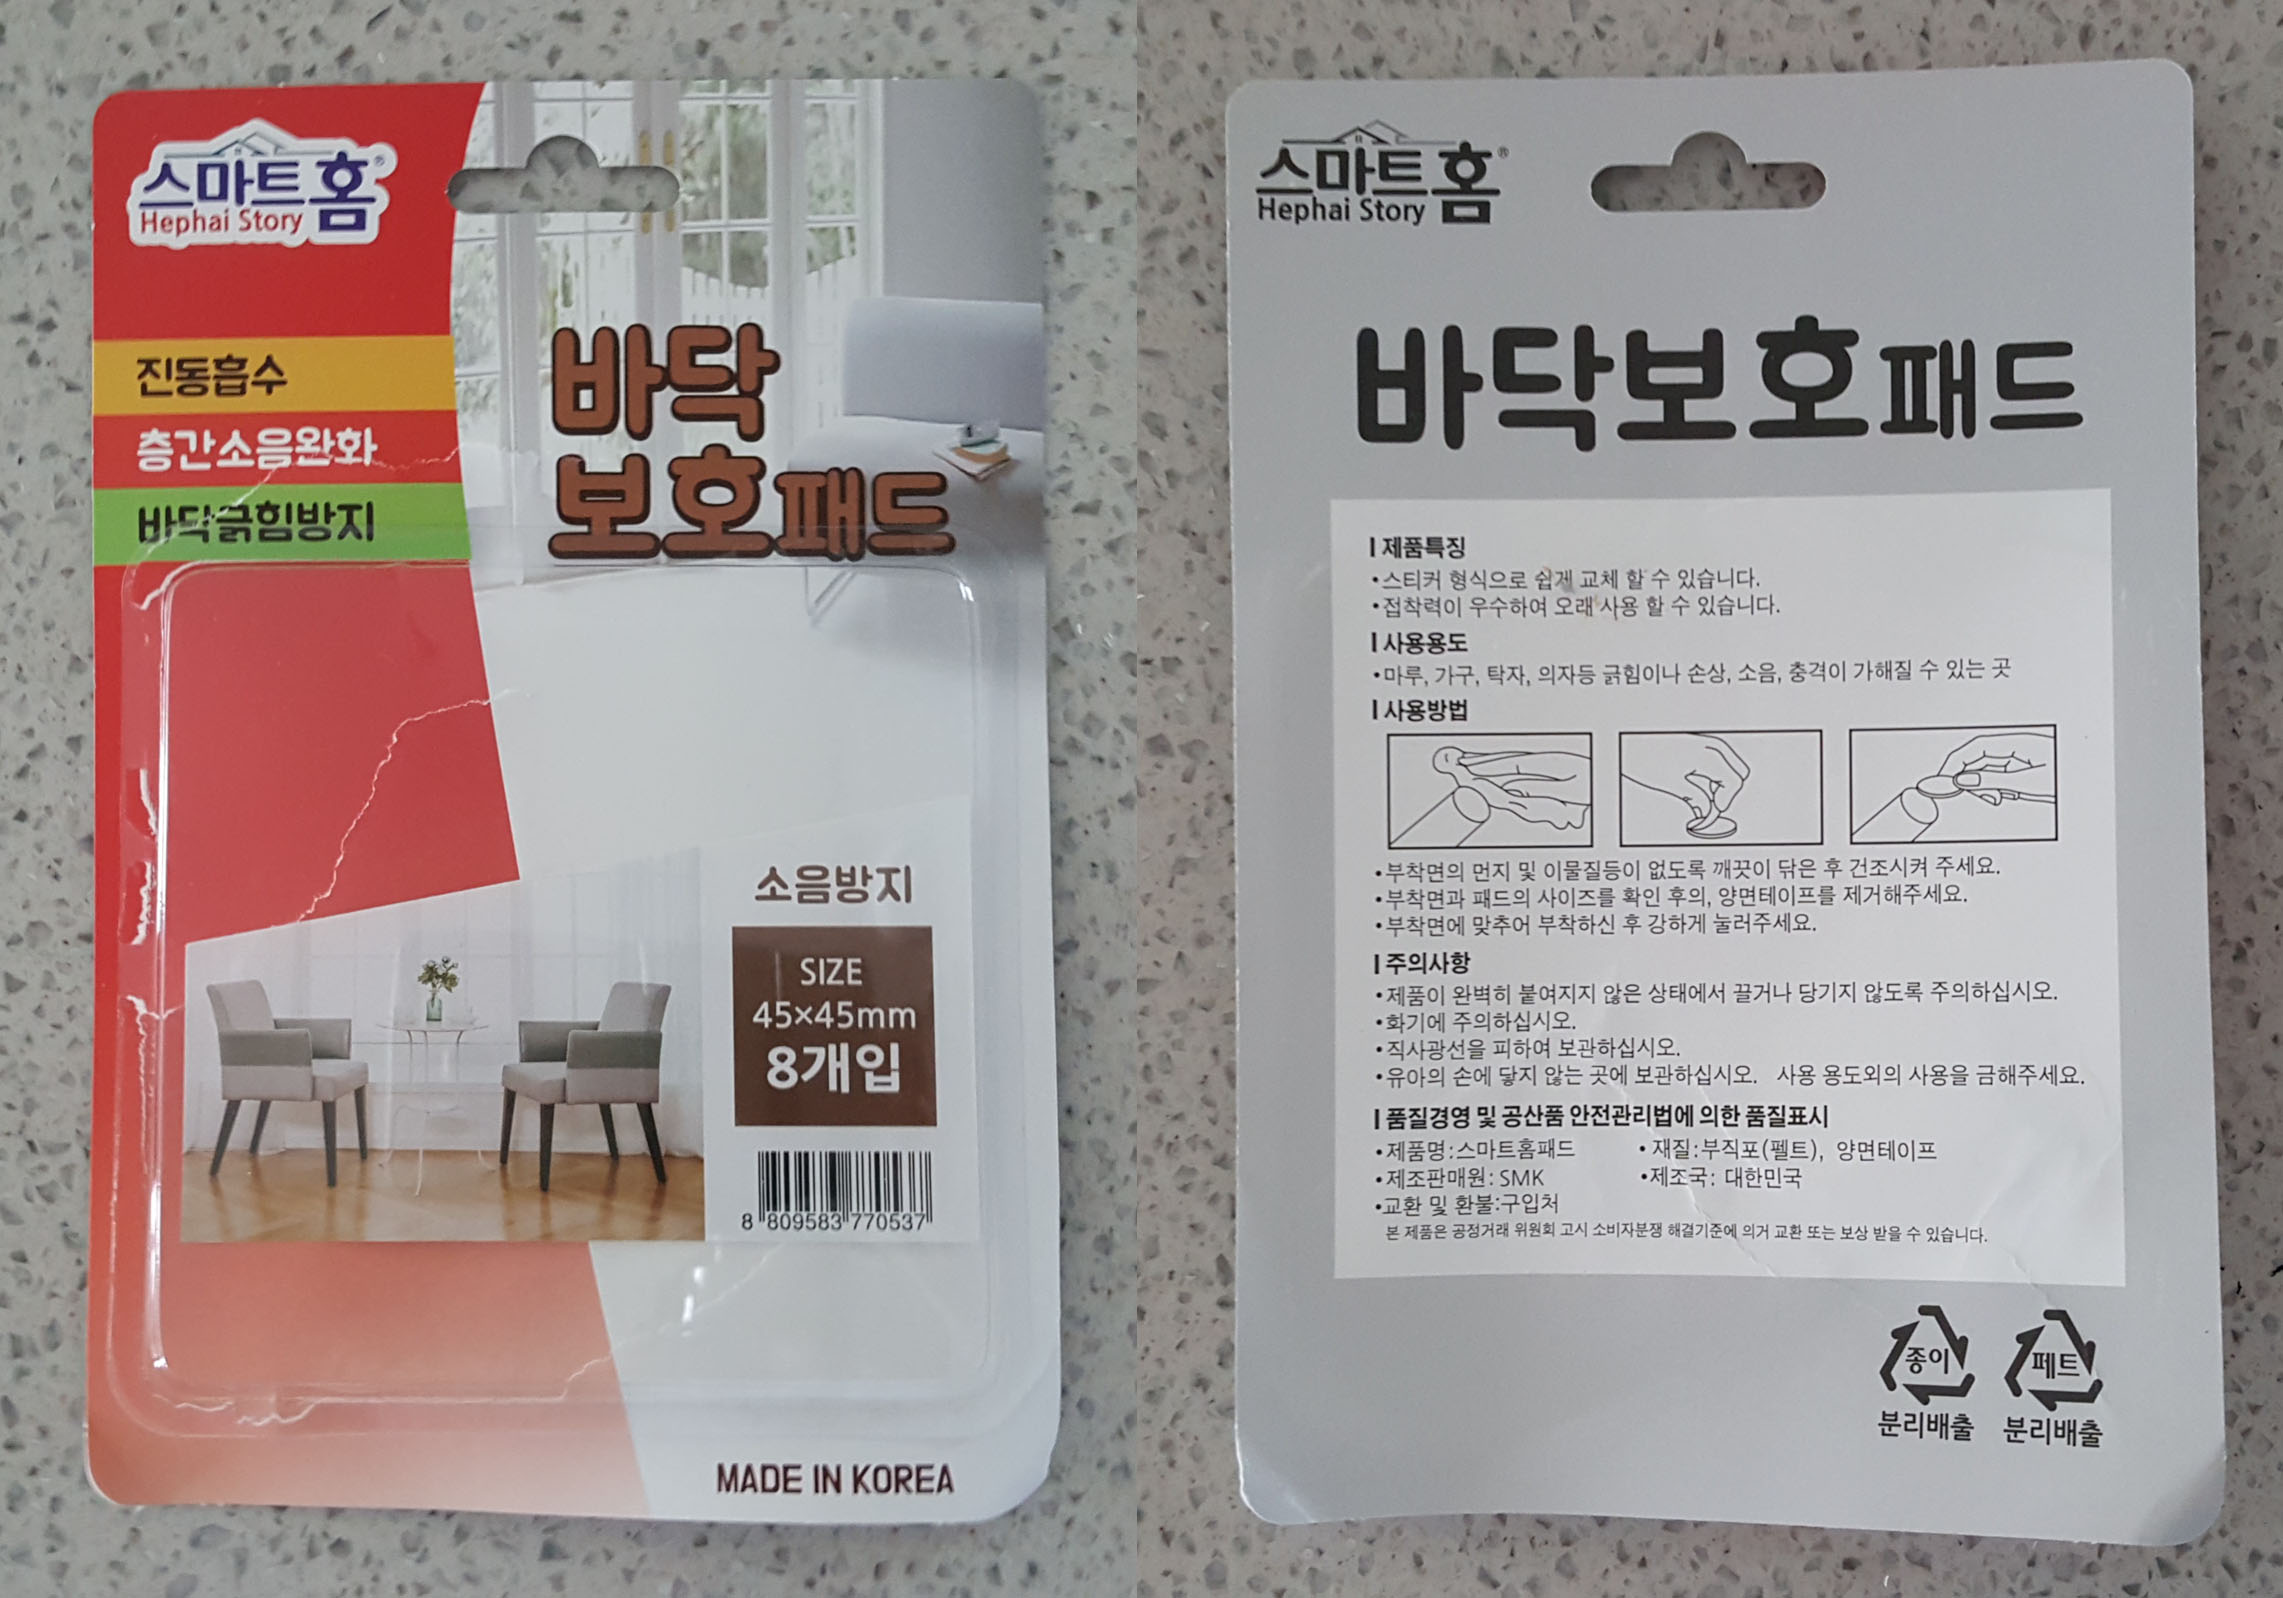 스마트홈®
Hephai Story
진동흡수
층간소음완화
바닥긁힘방지
바닥
보호패드
소음방지
SIZE
45×45mm
8개입
8 809583 770537
MADE IN KOREA
스마트홈®
Hephai Story
바닥보호패드
제품특징
•스티커 형식으로 쉽게 교체 할 수 있습니다.
•접착력이 우수하여 오래 사용 할 수 있습니다.
사용용도
•마루, 가구, 탁자, 의자등 긁힘이나 손상, 소음, 충격이 가해질 수 있는 곳
사용방법
•부착면의 먼지 및 이물질등이 없도록 깨끗이 닦은 후 건조시켜 주세요.
•부착면과 패드의 사이즈를 확인 후의, 양면테이프를 제거해주세요.
•부착면에 맞추어 부착하신 후 강하게 눌러주세요.
주의사항
•제품이 완벽히 붙여지지 않은 상태에서 끌거나 당기지 않도록 주의하십시오.
•화기에 주의하십시오.
•직사광선을 피하여 보관하십시오.
•유아의 손에 닿지 않는 곳에 보관하십시오. 사용 용도외의 사용을 금해주세요.
품질경영 및 공산품 안전관리법에 의한 품질표시
•제품명:스마트홈패드 •재질:부직포(펠트), 양면테이프
•제조판매원: SMK •제조국: 대한민국
•교환 및 환불:구입처
본 제품은 공정거래 위원회 고시 소비자분쟁 해결기준에 의거 교환 또는 보상 받을 수 있습니다.
종이 페트
분리배출 분리배출